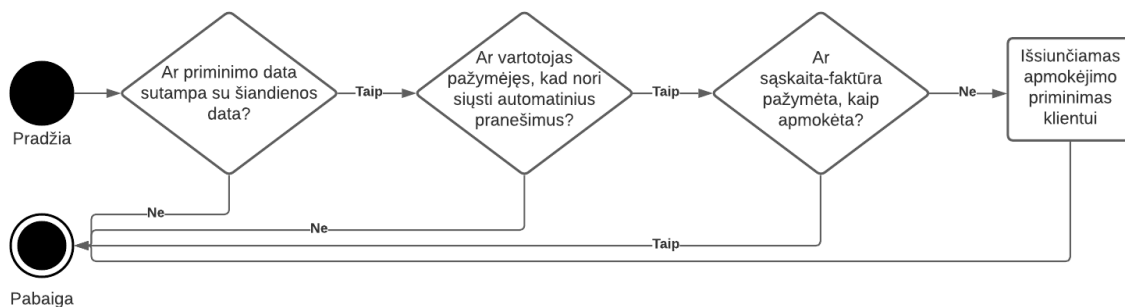 Pradžia
Ar priminimo data
sutampa su šiandienos
data?
Taip
Ar vartotojas
pažymėjęs, kad nori
siųsti automatinius
pranešimus?
Taip
Ar
sąskaita-faktūra
pažymėta, kaip
apmokėta?
Ne
Išsiunčiamas
apmokėjimo
priminimas
klientui
Ne
Ne
Taip
Pabaiga